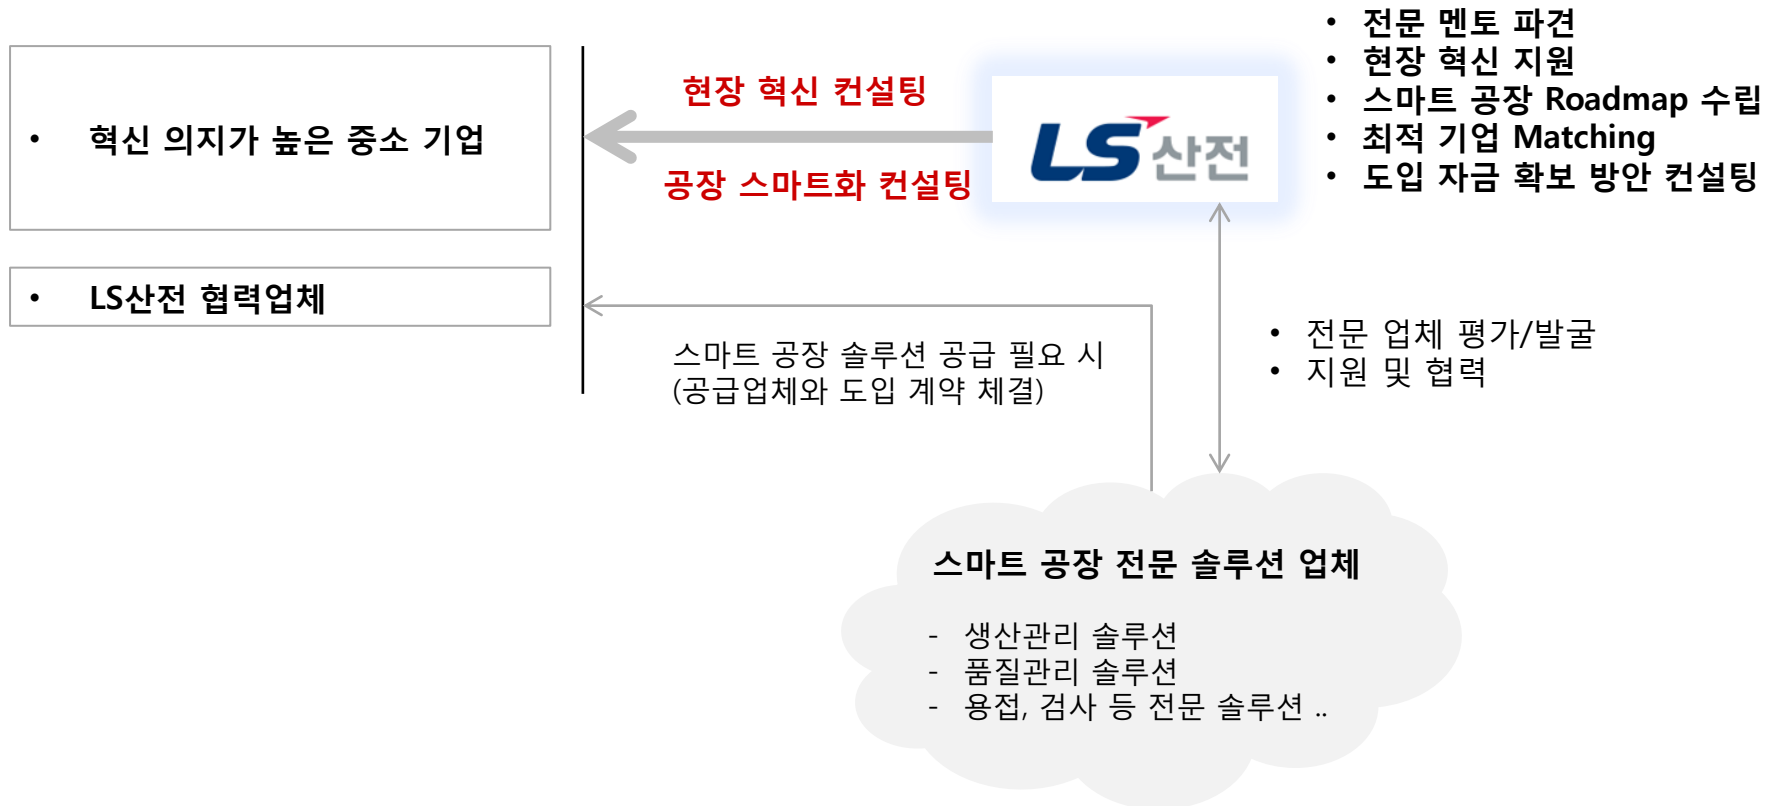 • 혁신 의지가 높은 중소 기업
• LS산전 협력업체
현장 혁신 컨설팅
공장 스마트화 컨설팅
LS산전
• 전문 멘토 파견
• 현장 혁신 지원
• 스마트 공장 Roadmap 수립
• 최적 기업 Matching
• 도입 자금 확보 방안 컨설팅
스마트 공장 솔루션 공급 필요 시
(공급업체와 도입 계약 체결)
• 전문 업체 평가/발굴
• 지원 및 협력
스마트 공장 전문 솔루션 업체
- 생산관리 솔루션
- 품질관리 솔루션
- 용접, 검사 등 전문 솔루션 ..